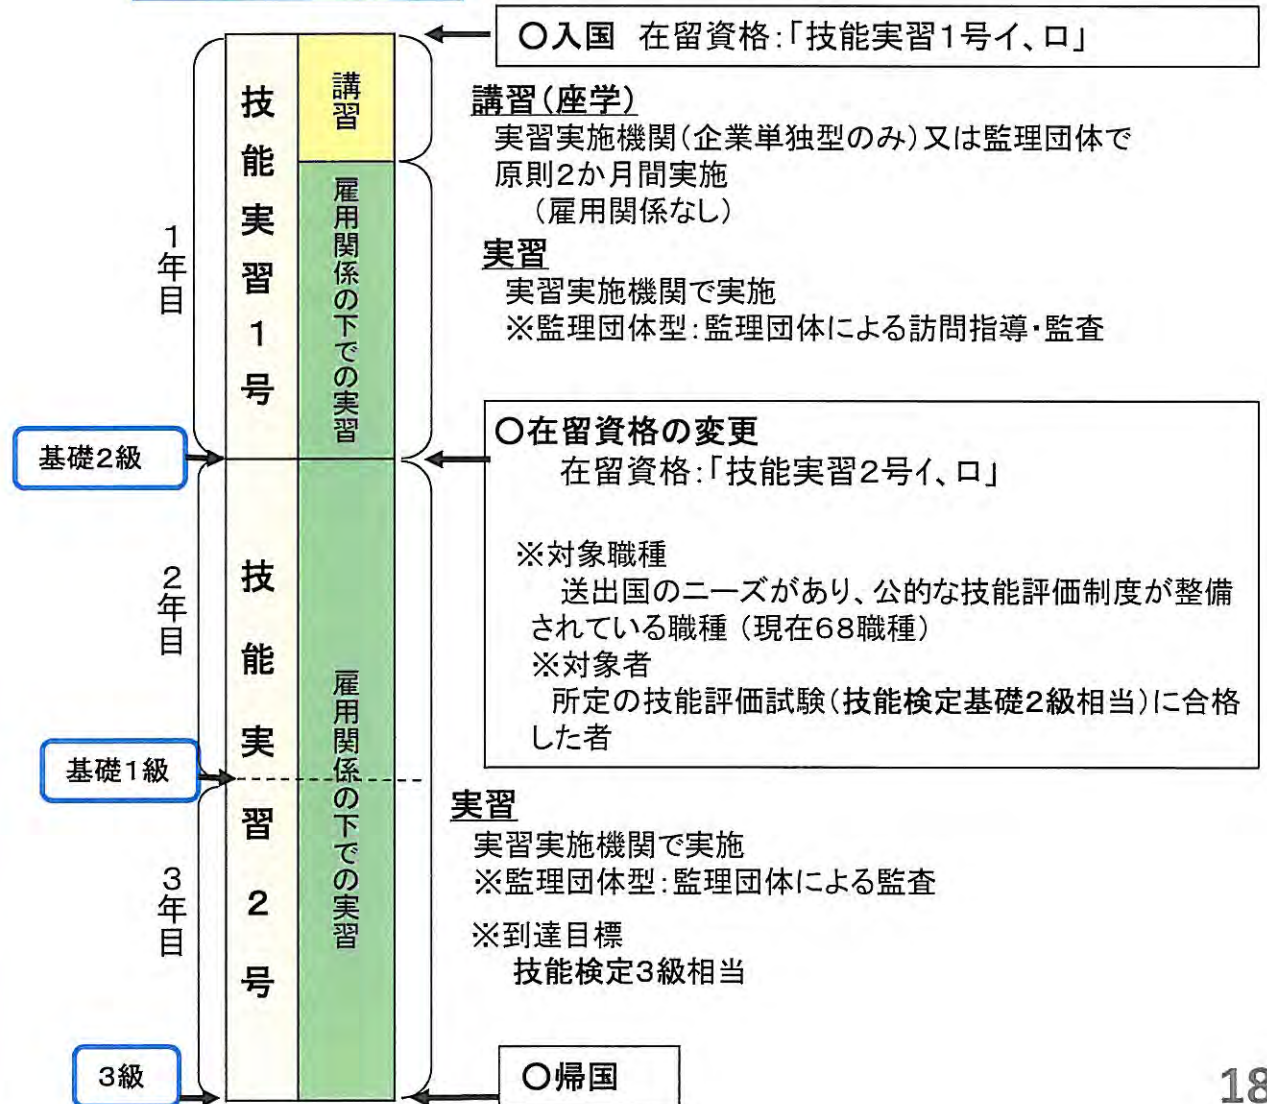 ○入国 在留資格:「技能実習1号イ、ロ」
講習(座学)
実習実施機関(企業単独型のみ)又は監理団体で
原則2か月間実施
(雇用関係なし)
実習
実習実施機関で実施
※監理団体型:監理団体による訪問指導・監査
1年目
技能実習1号
講習
雇用関係の下での実習
基礎2級
○在留資格の変更
在留資格:「技能実習2号イ、ロ」
※対象職種
送出国のニーズがあり、公的な技能評価制度が整備
されている職種(現在68職種)
※対象者
所定の技能評価試験(技能検定基礎2級相当)に合格
した者
2年目
技能実習2号
雇用関係の下での実習
基礎1級
実習
実習実施機関で実施
※監理団体型:監理団体による監査
※到達目標
技能検定3級相当
3年目
3級
○帰国
18